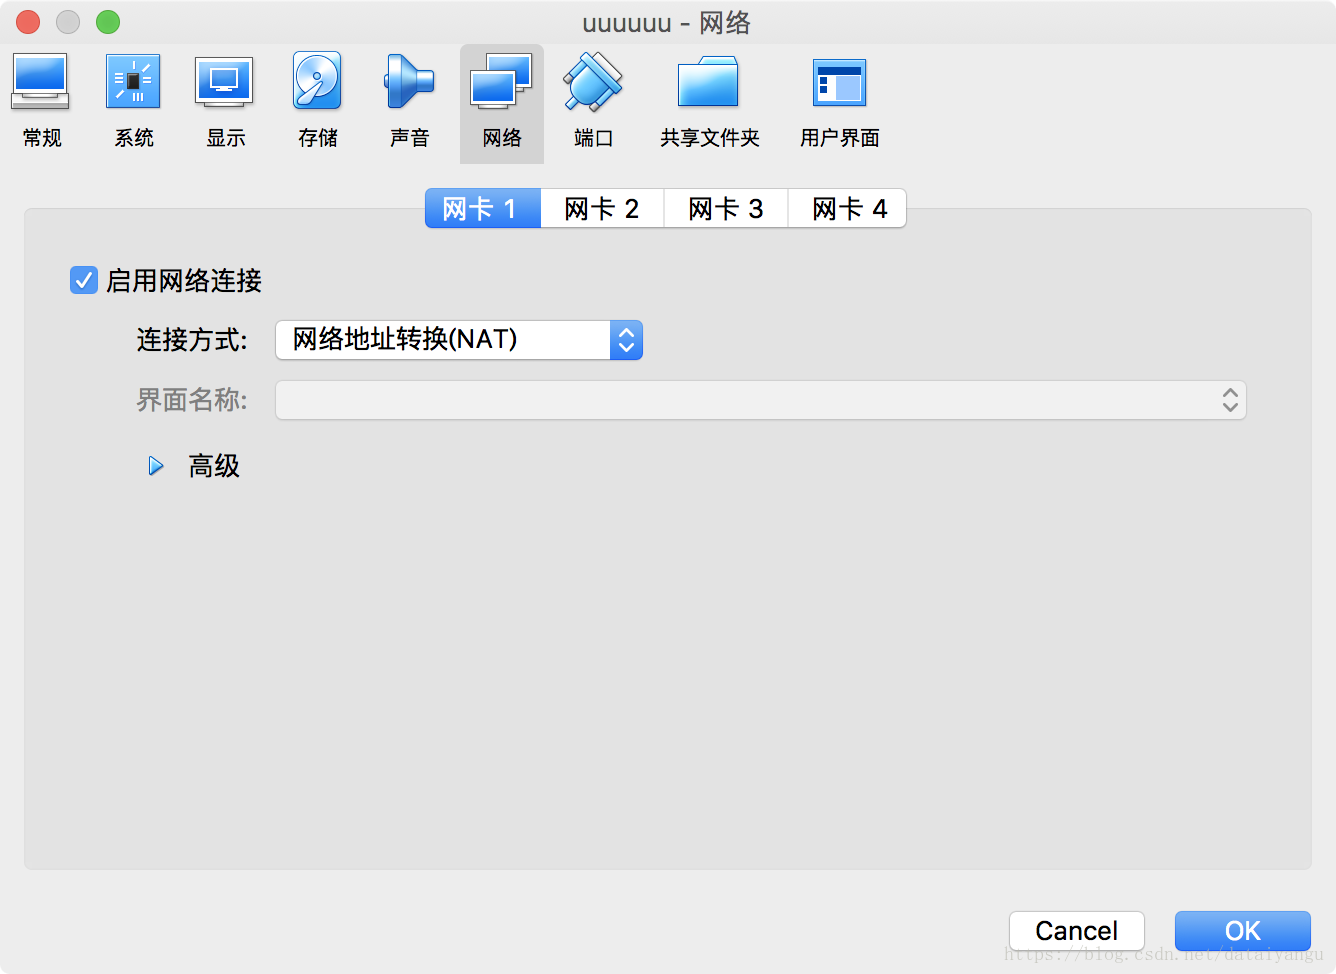 uuuuuu - 网络
常规 系统 显示 存储 声音 网络 端口 共享文件夹 用户界面
网卡 1 网卡 2 网卡 3 网卡 4
启用网络连接
连接方式: 网络地址转换(NAT)
界面名称:
高级
Cancel OK
https://blog.csdn.net/dataiyangu